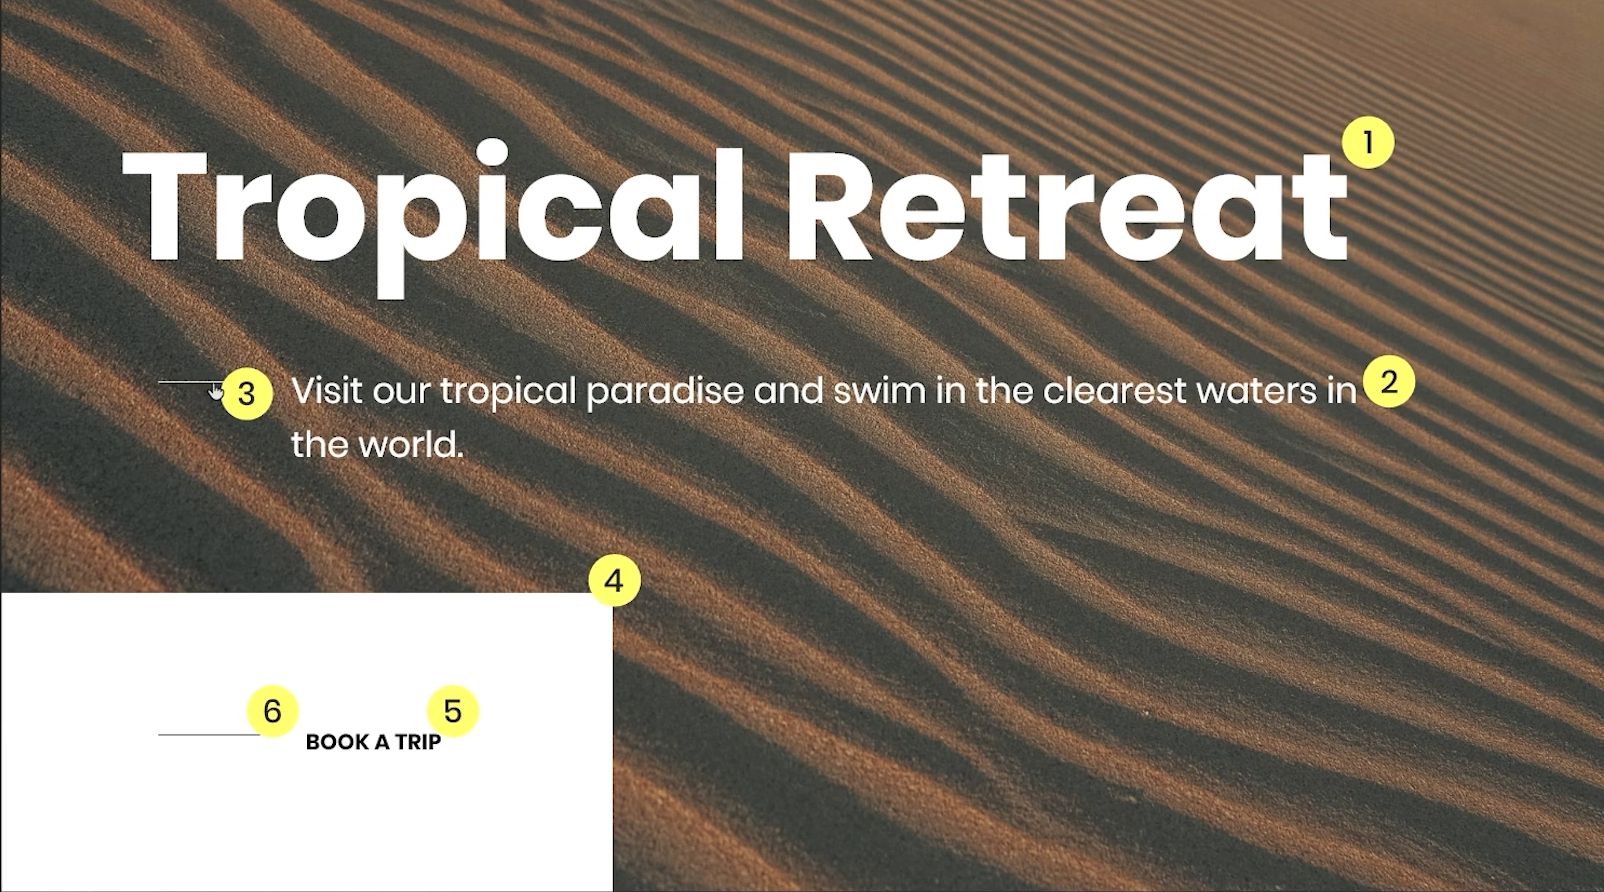 1
Tropical Retreat
3 Visit our tropical paradise and swim in the clearest waters in 2
the world.
4
6 5
BOOK A TRIP